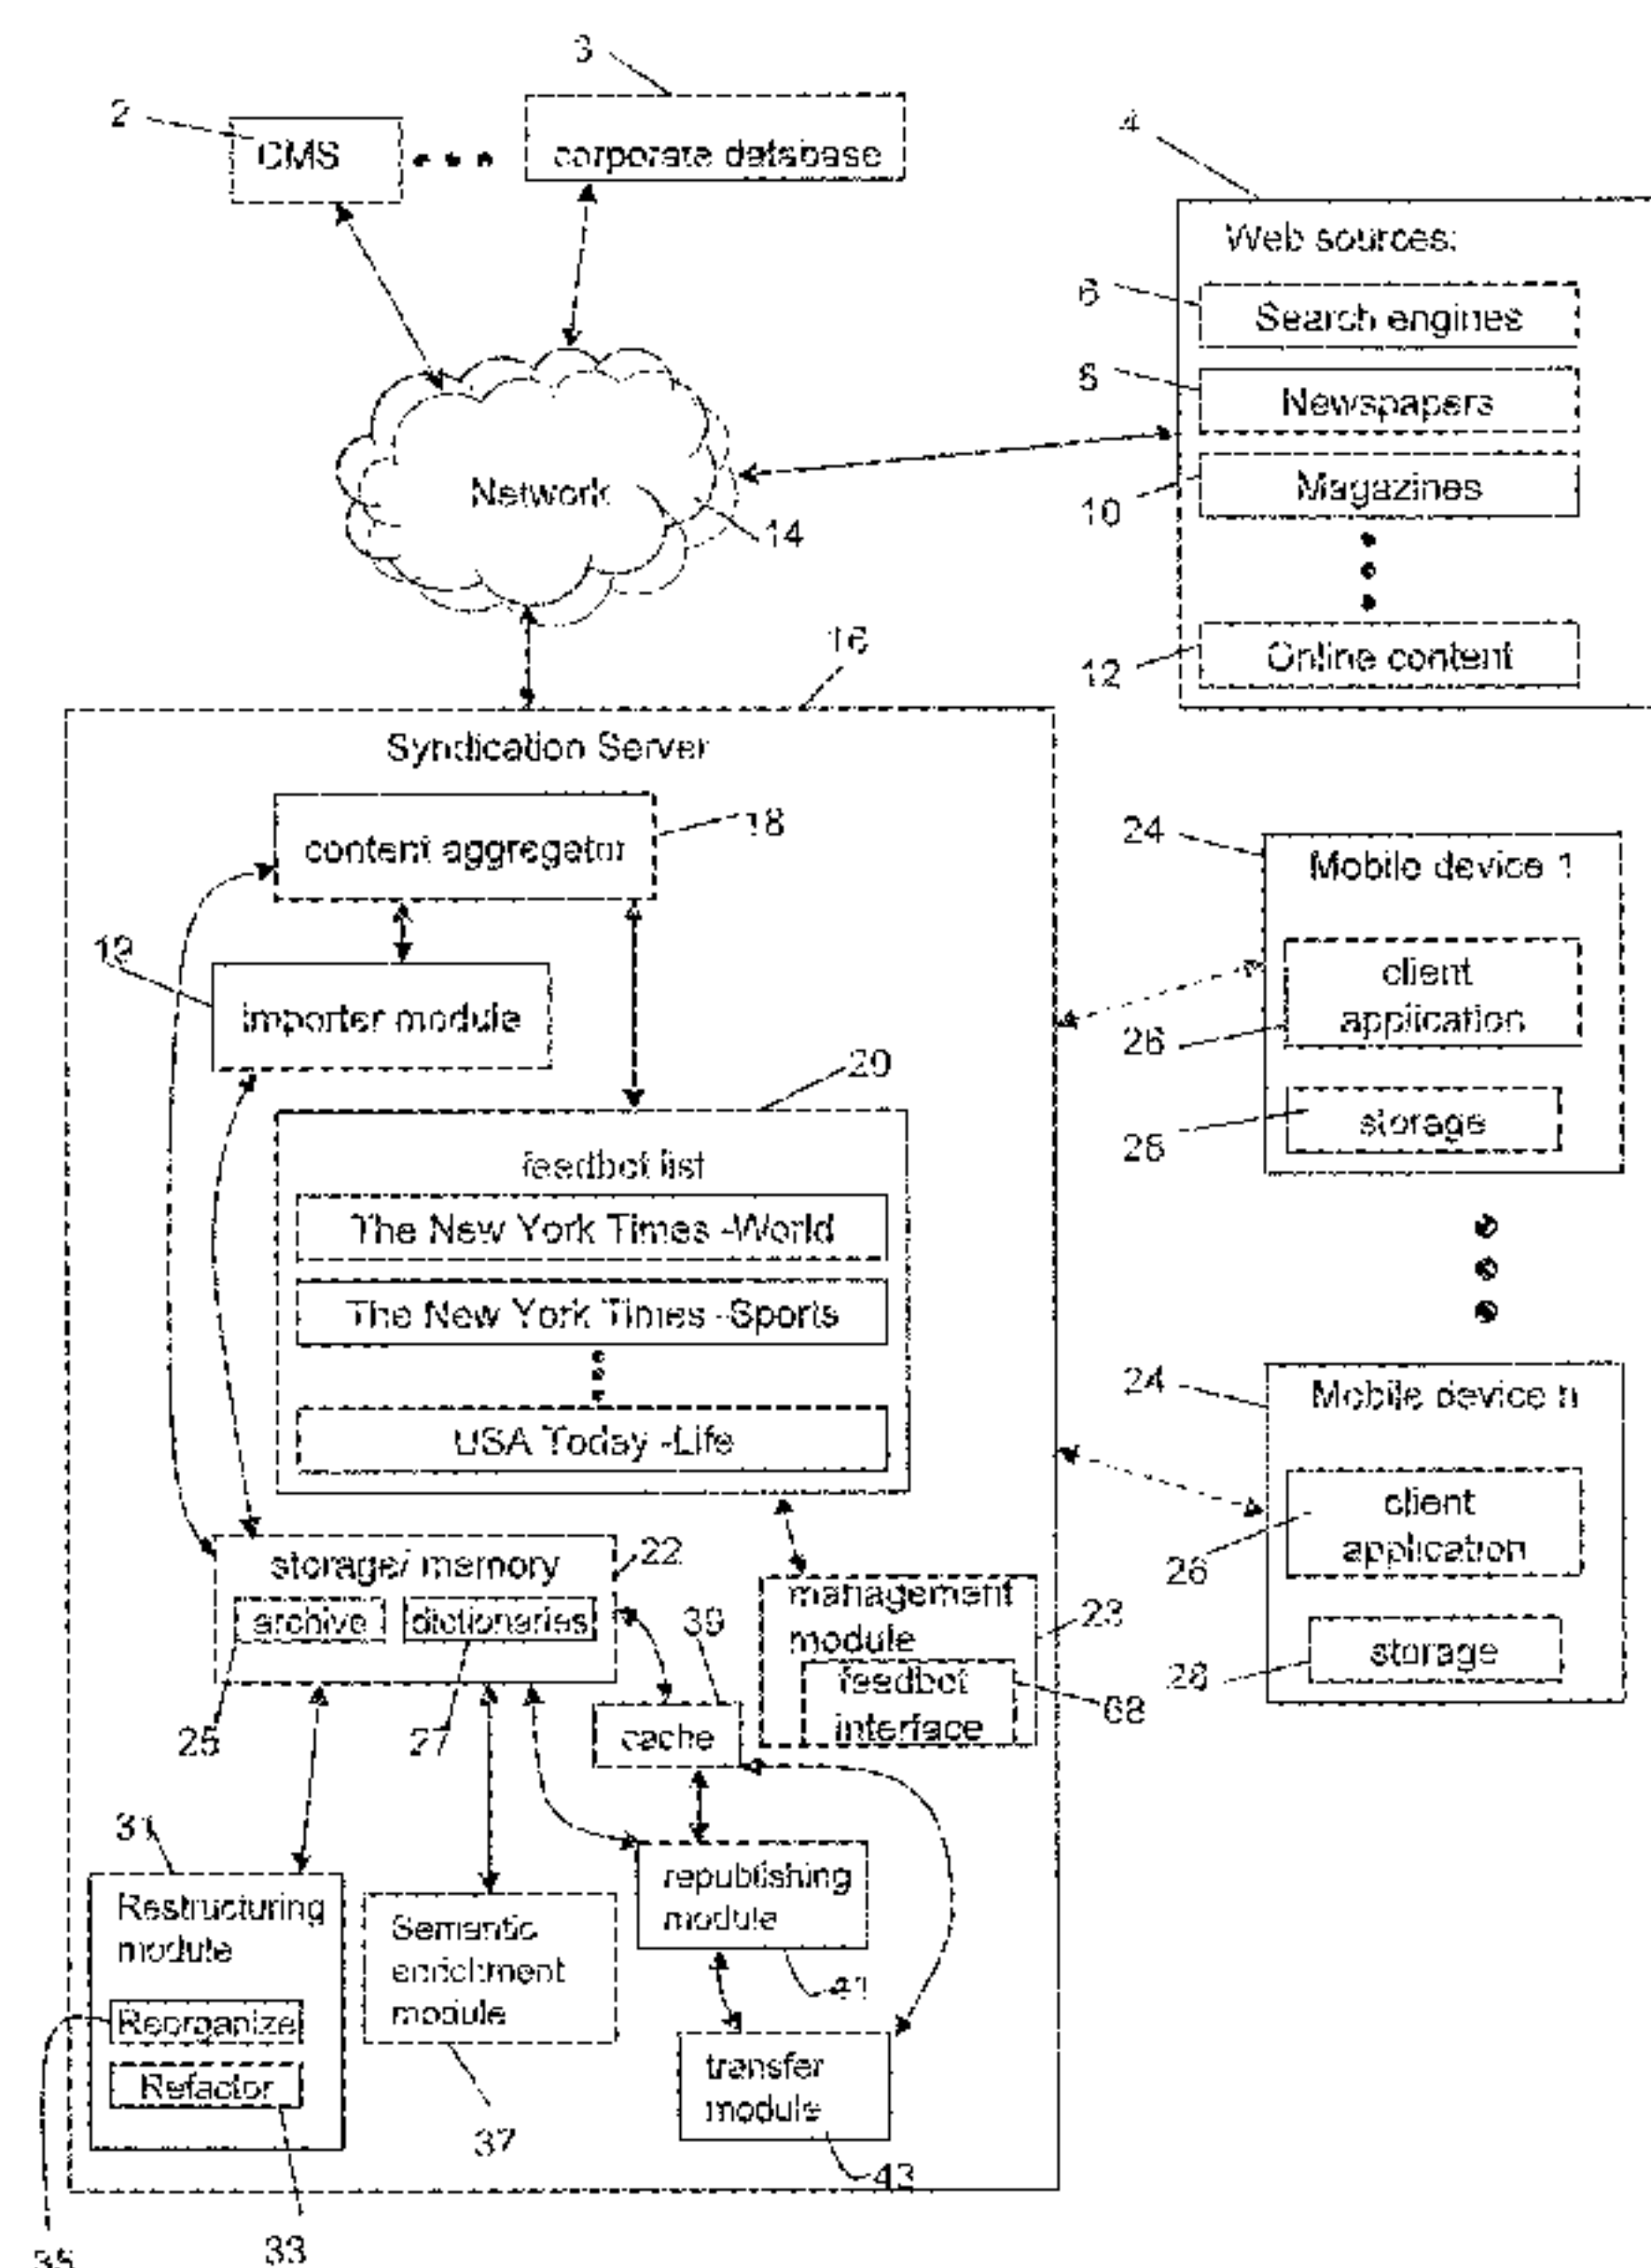 3
2
CMS
corporate database
4
Web sources:
6
Search engines
8
Newspapers
10
Magazines
Network
14
12
Online content
16
Syndication Server
18
content aggregator
19
importer module
20
feedbot list
The New York Times -World
The New York Times -Sports
USA Today -Life
24
Mobile device 1
client
application
26
storage
28
24
Mobile device n
client
application
26
storage
28
storage/ memory
22
archive
dictionaries
39
management
module
23
feedbot
interface
68
25
27
cache
31
Restructuring
module
Reorganize
Refactor
Semantic
enrichment
module
republishing
module
41
transfer
module
37
43
33
35